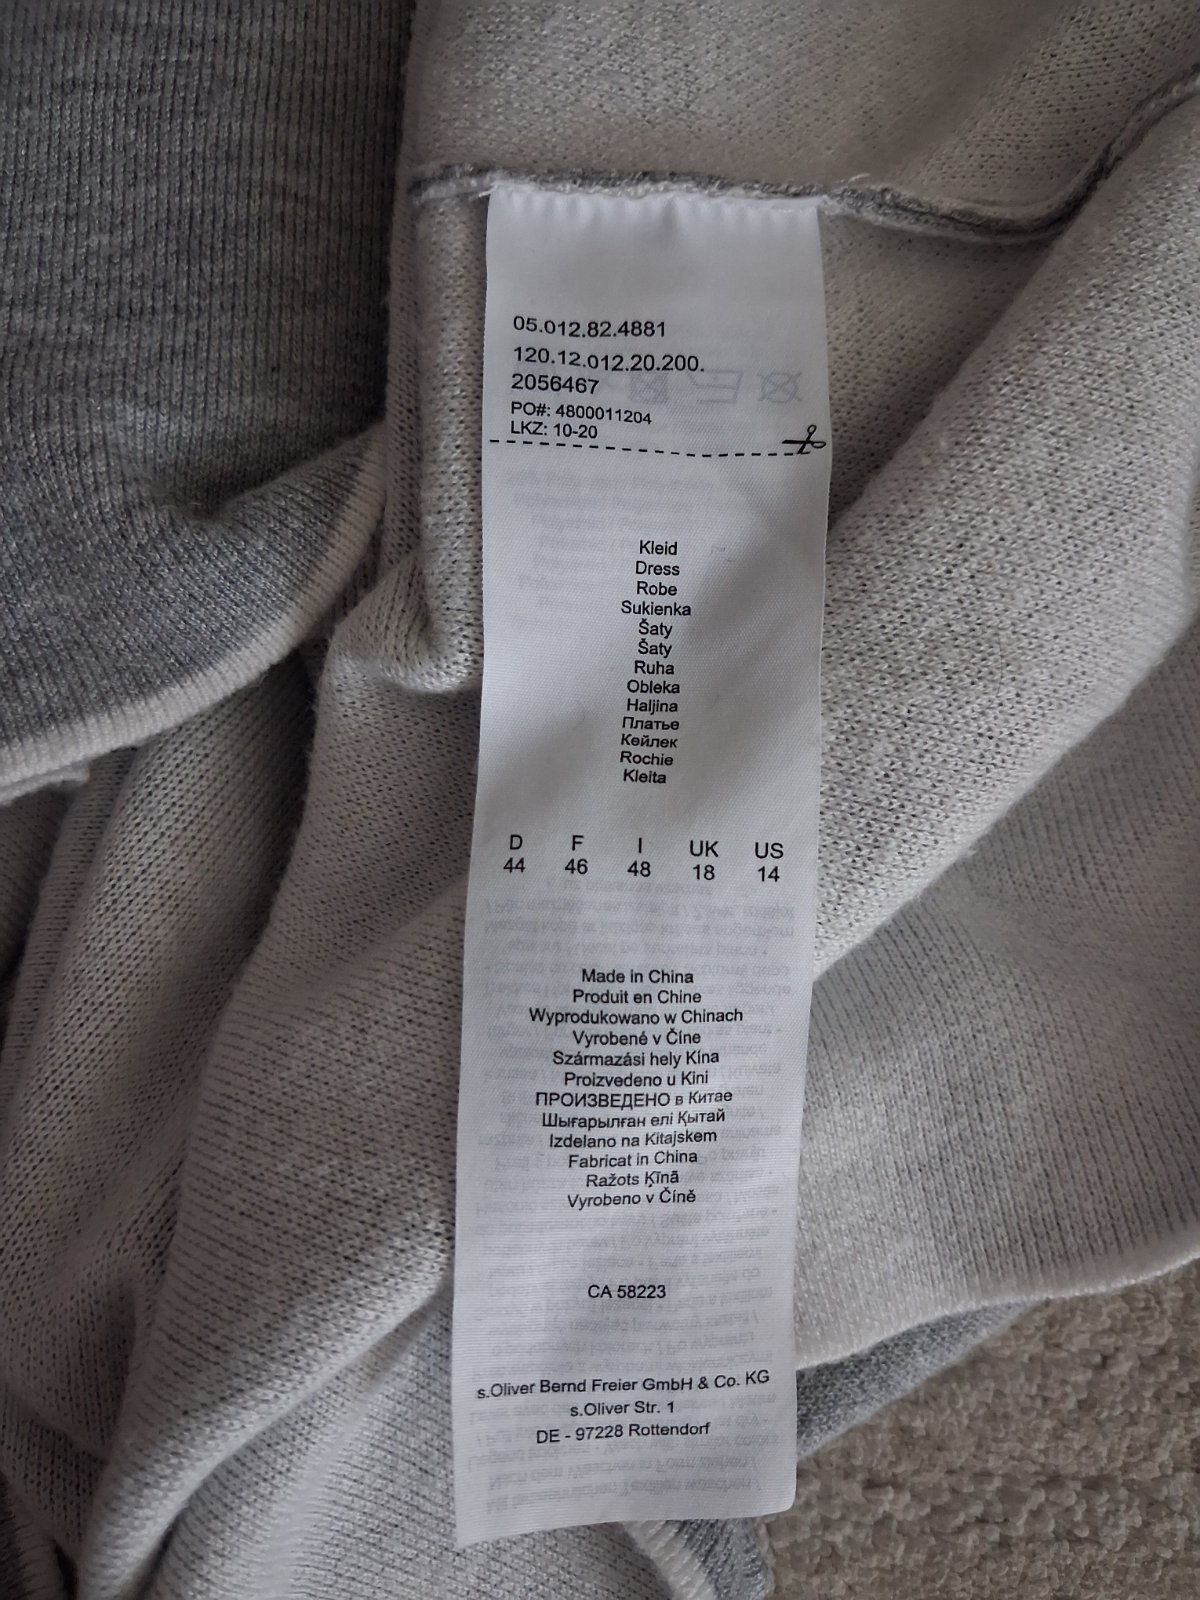 05.012.82.4881
120.12.012.20.200.
2056467
PO#: 4800011204
LKZ: 10-20
Kleid
Dress
Robe
Sukienka
Šaty
Šaty
Ruha
Obleka
Haljina
Платье
Көйлек
Rochie
Kleita
D F I UK US
44 46 48 18 14
Made in China
Produit en Chine
Wyprodukowano w Chinach
Vyrobené v Číne
Származási hely Kína
Proizvedeno u Kini
ПРОИЗВЕДЕНО в Китае
Шығарылған елі Қытай
Izdelano na Kitajskem
Fabricat in China
Ražots Ķīnā
Vyrobeno v Číně
CA 58223
s.Oliver Bernd Freier GmbH & Co. KG
s.Oliver Str. 1
DE - 97228 Rottendorf